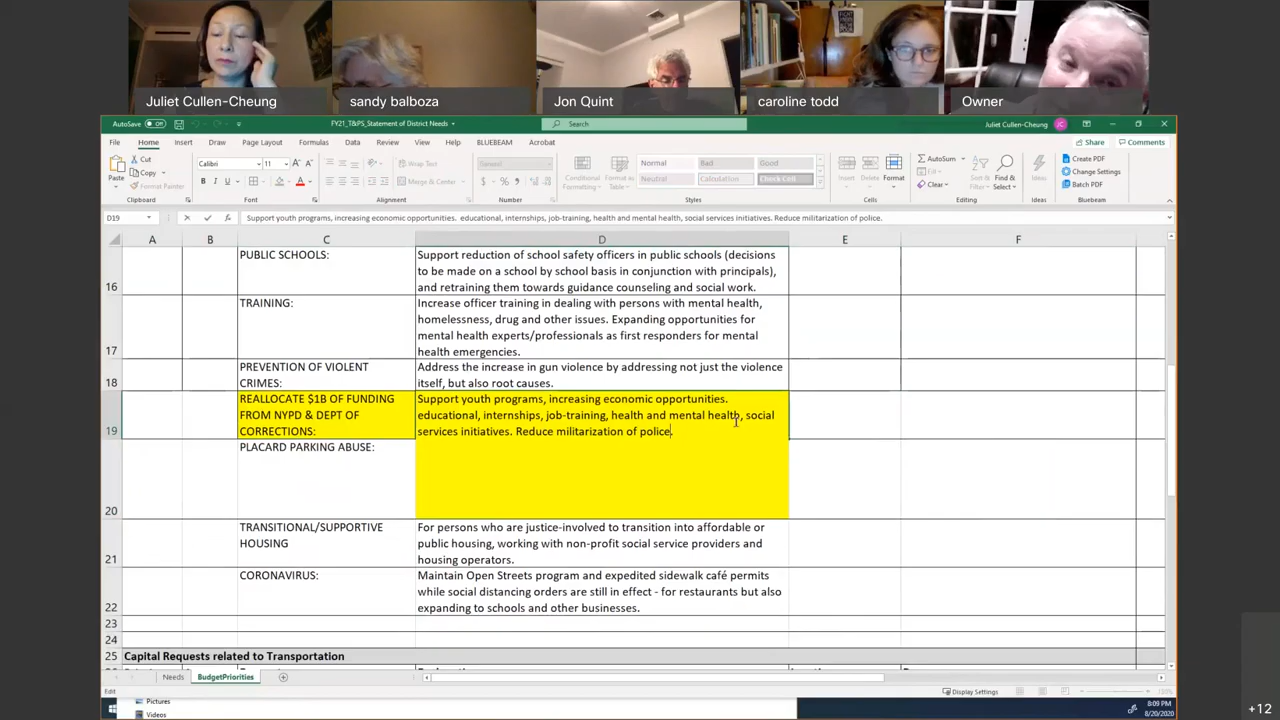 Juliet Cullen-Cheung
sandy balboza
Jon Quint
caroline todd
Owner
AutoSave Off
FY21_T&PS_Statement of District Needs
Search
Juliet Cullen-Cheung JC
File Home Insert Draw Page Layout Formulas Data Review View Help BLUEBEAM Acrobat Share Comments
Paste
Cut
Copy
Format Painter
Clipboard
Calibri 11
B I U
Font
Wrap Text
Merge & Center
Alignment
General
$ % ,
Number
Conditional Formatting
Format as Table
Normal Bad Good
Neutral Calculation Check Cell
Styles
Insert Delete Format
Cells
AutoSum
Clear
Sort & Filter
Find & Select
Editing
Ideas
Ideas
Create PDF
Change Settings
Batch PDF
Bluebeam
D19 fx Support youth programs, increasing economic opportunities. educational, internships, job-training, health and mental health, social services initiatives. Reduce militarization of police.
A B C D E F
16 PUBLIC SCHOOLS: Support reduction of school safety officers in public schools (decisions
to be made on a school by school basis in conjunction with principals),
and retraining them towards guidance counseling and social work.
17 TRAINING: Increase officer training in dealing with persons with mental health,
homelessness, drug and other issues. Expanding opportunities for
mental health experts/professionals as first responders for mental
health emergencies.
18 PREVENTION OF VIOLENT Address the increase in gun violence by addressing not just the violence
CRIMES: itself, but also root causes.
19 REALLOCATE $1B OF FUNDING Support youth programs, increasing economic opportunities.
FROM NYPD & DEPT OF educational, internships, job-training, health and mental health, social
CORRECTIONS: services initiatives. Reduce militarization of police.
20 PLACARD PARKING ABUSE:
21 TRANSITIONAL/SUPPORTIVE For persons who are justice-involved to transition into affordable or
HOUSING public housing, working with non-profit social service providers and
housing operators.
22 CORONAVIRUS: Maintain Open Streets program and expedited sidewalk café permits
while social distancing orders are still in effect - for restaurants but also
expanding to schools and other businesses.
23
24
25 Capital Requests related to Transportation
Needs BudgetPriorities
Edit
Display Settings
150%
Pictures
Videos
8:09 PM
8/20/2020
+12